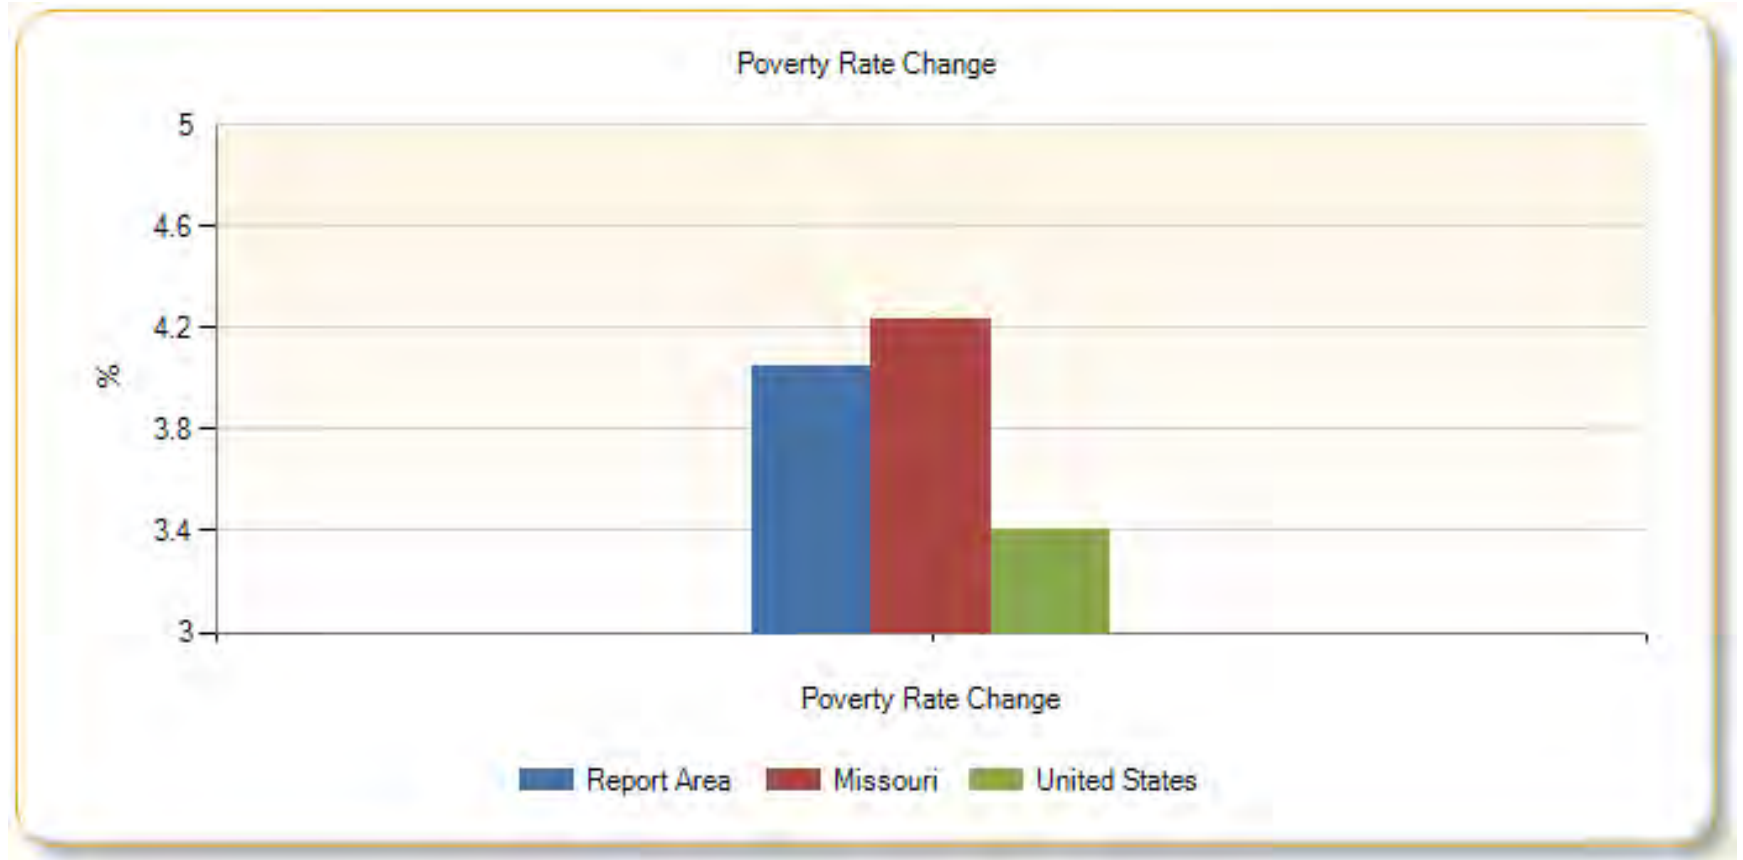 Poverty Rate Change
5
4.6
4.2
%
3.8
3.4
3
Poverty Rate Change
Report Area Missouri United States